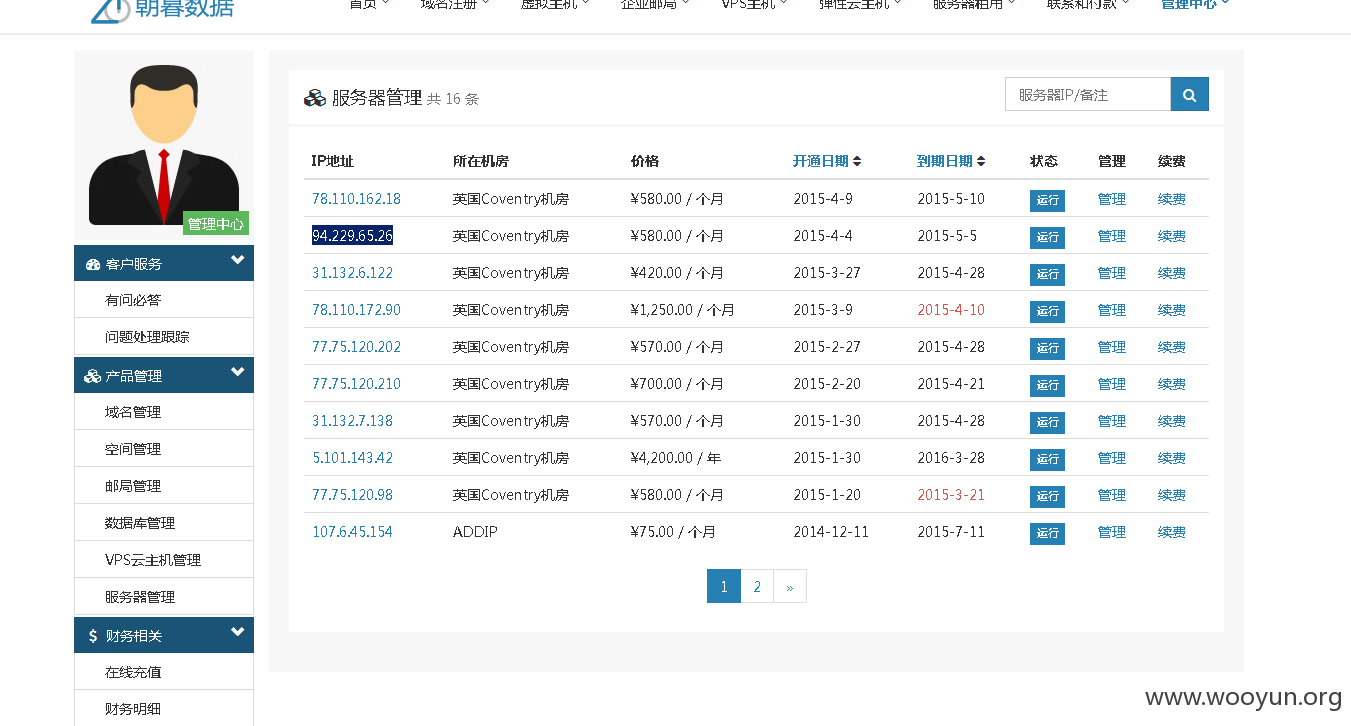 朝暮数据
首页 域名注册 虚拟主机 企业邮局 VPS主机 弹性云主机 服务器租用 联系和付款 管理中心
管理中心
客户服务
有问必答
问题处理跟踪
产品管理
域名管理
空间管理
邮局管理
数据库管理
VPS云主机管理
服务器管理
$ 财务相关
在线充值
财务明细
服务器管理 共 16 条
服务器IP/备注
IP地址 所在机房 价格 开通日期 到期日期 状态 管理 续费
78.110.162.18 英国Coventry机房 ¥580.00 / 个月 2015-4-9 2015-5-10 运行 管理 续费
94.229.65.26 英国Coventry机房 ¥580.00 / 个月 2015-4-4 2015-5-5 运行 管理 续费
31.132.6.122 英国Coventry机房 ¥420.00 / 个月 2015-3-27 2015-4-28 运行 管理 续费
78.110.172.90 英国Coventry机房 ¥1,250.00 / 个月 2015-3-9 2015-4-10 运行 管理 续费
77.75.120.202 英国Coventry机房 ¥570.00 / 个月 2015-2-27 2015-4-28 运行 管理 续费
77.75.120.210 英国Coventry机房 ¥700.00 / 个月 2015-2-20 2015-4-21 运行 管理 续费
31.132.7.138 英国Coventry机房 ¥570.00 / 个月 2015-1-30 2015-4-28 运行 管理 续费
5.101.143.42 英国Coventry机房 ¥4,200.00 / 年 2015-1-30 2016-3-28 运行 管理 续费
77.75.120.98 英国Coventry机房 ¥580.00 / 个月 2015-1-20 2015-3-21 运行 管理 续费
107.6.45.154 ADDIP ¥75.00 / 个月 2014-12-11 2015-7-11 运行 管理 续费
1 2 »
www.wooyun.org